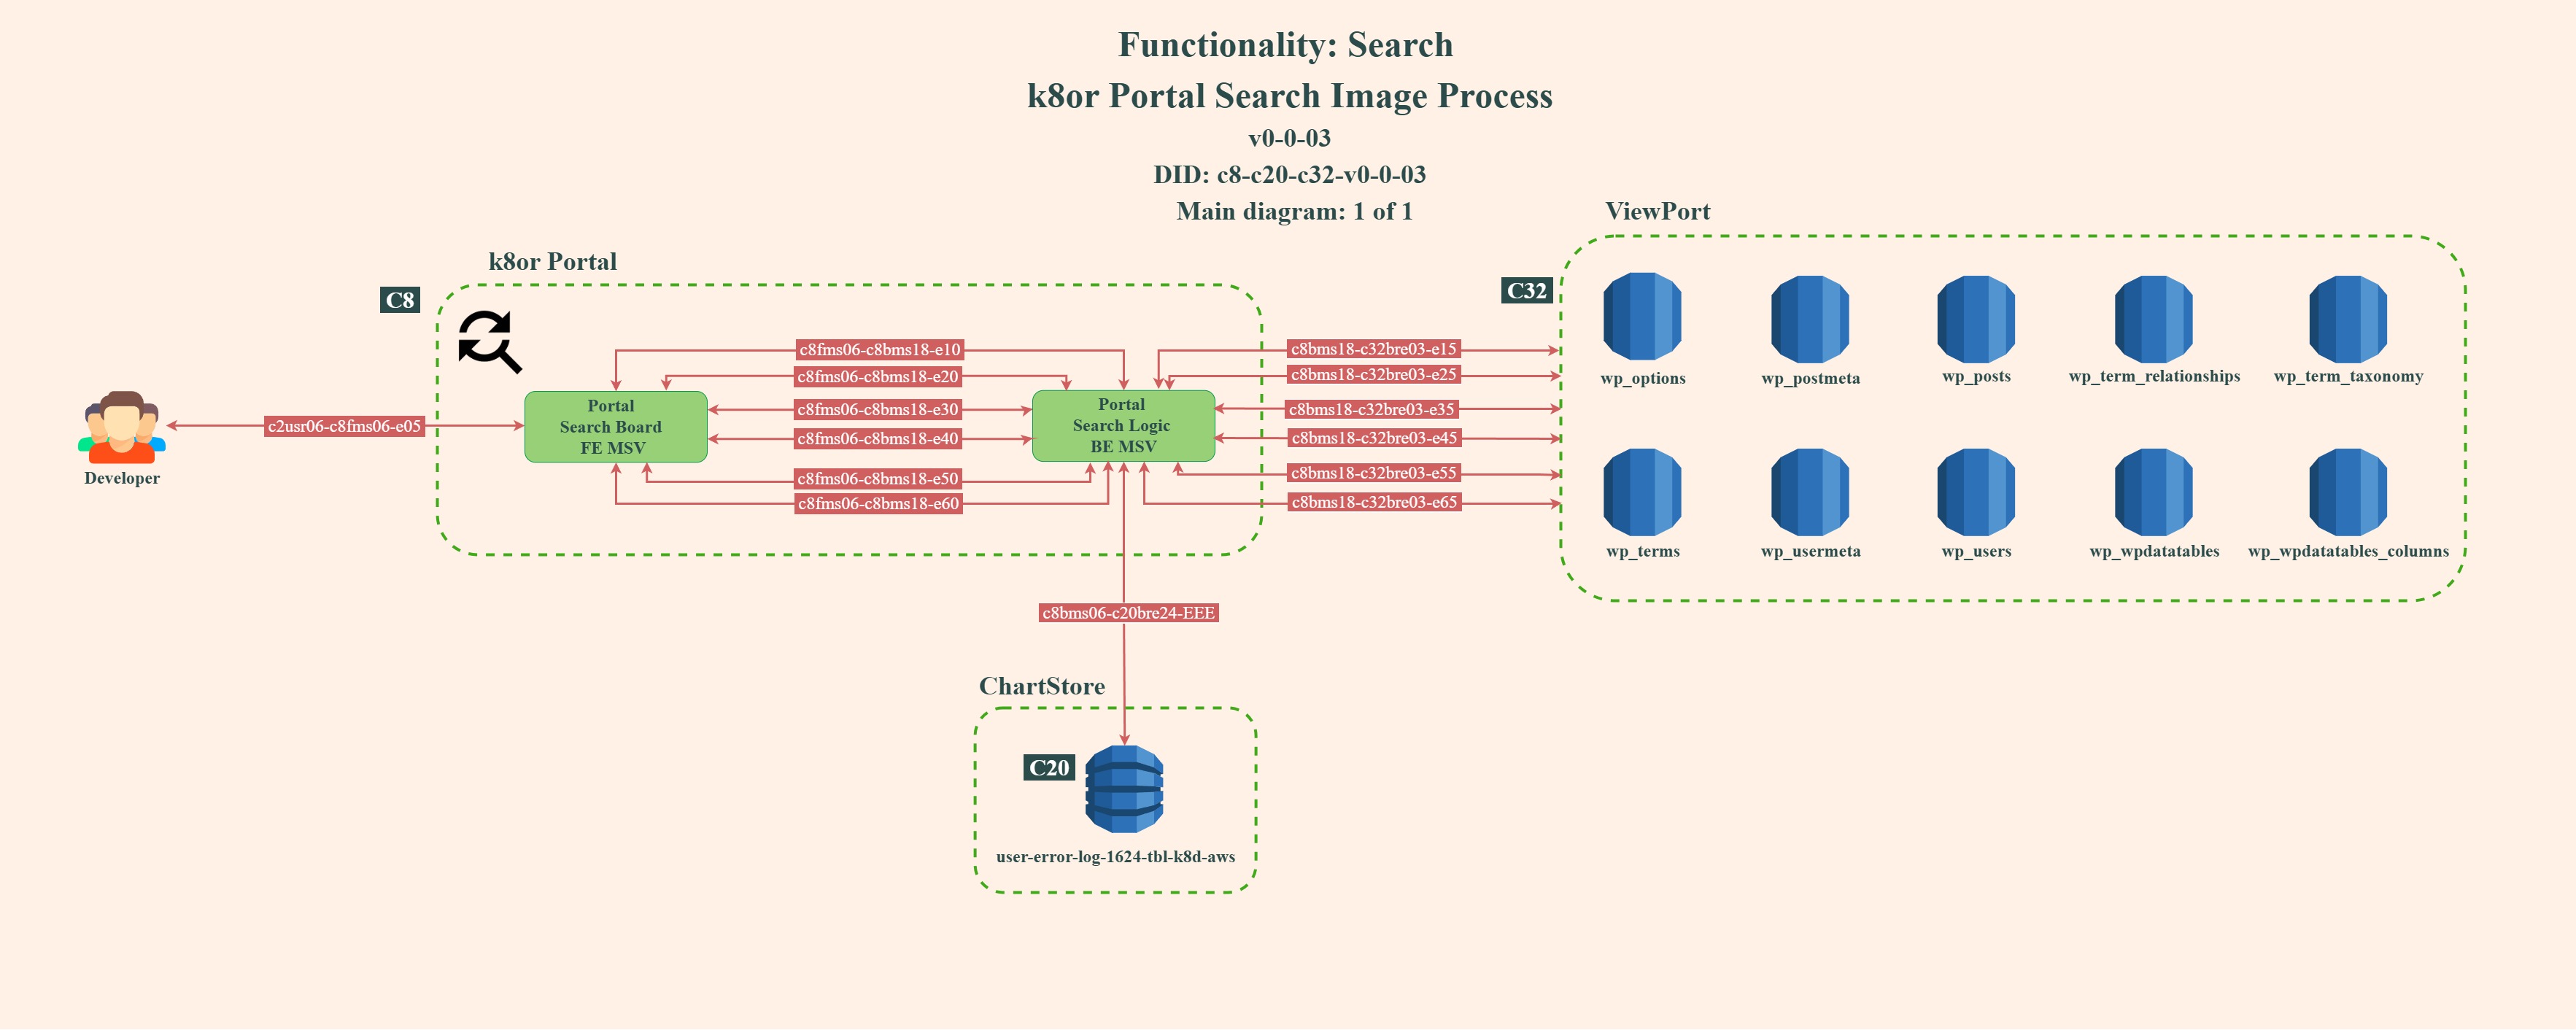 Functionality: Search
k8or Portal Search Image Process
v0-0-03
DID: c8-c20-c32-v0-0-03
Main diagram: 1 of 1
ViewPort
k8or Portal
C8
C32
wp_options
wp_postmeta
wp_posts
wp_term_relationships
wp_term_taxonomy
c8fms06-c8bms18-e10
c8fms06-c8bms18-e20
c8fms06-c8bms18-e30
c8fms06-c8bms18-e40
c8fms06-c8bms18-e50
c8fms06-c8bms18-e60
c8bms18-c32bre03-e15
c8bms18-c32bre03-e25
c8bms18-c32bre03-e35
c8bms18-c32bre03-e45
c8bms18-c32bre03-e55
c8bms18-c32bre03-e65
Portal
Search Board
FE MSV
Portal
Search Logic
BE MSV
c2usr06-c8fms06-e05
Developer
wp_terms
wp_usermeta
wp_users
wp_wpdatatables
wp_wpdatatables_columns
c8bms06-c20bre24-EEE
ChartStore
C20
user-error-log-1624-tbl-k8d-aws